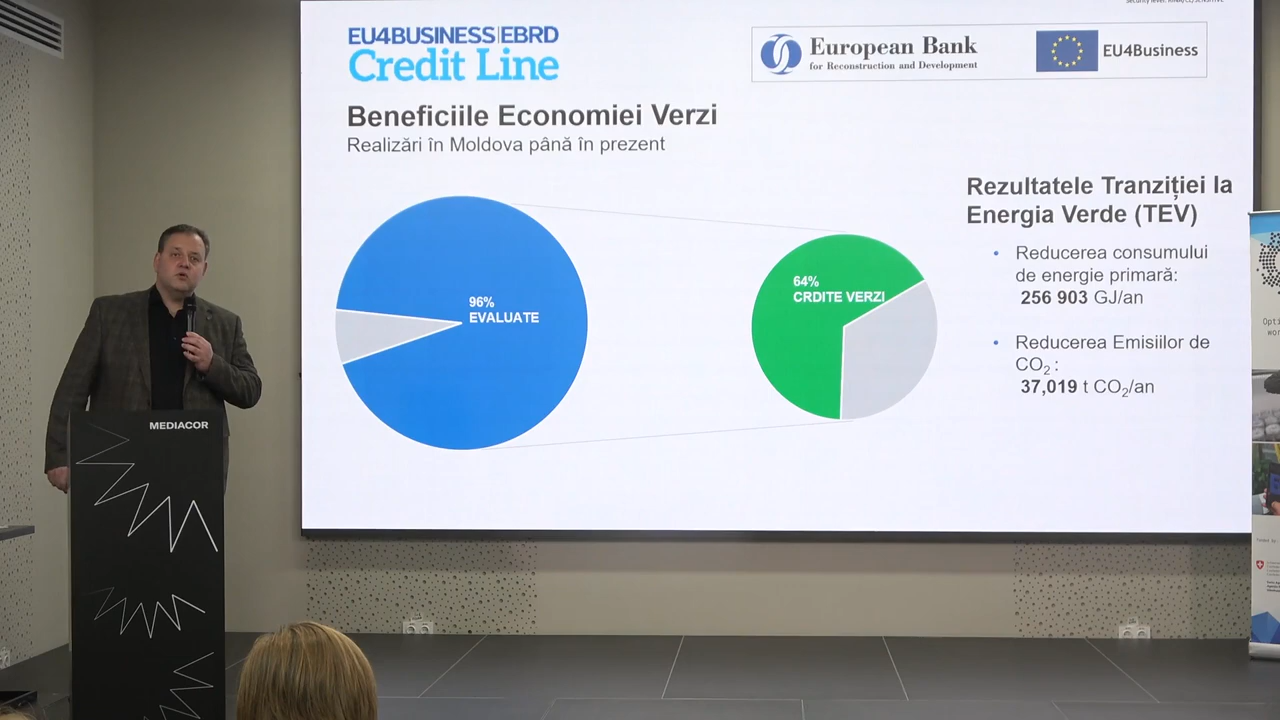 EU4BUSINESS|EBRD
Credit Line
European Bank
for Reconstruction and Development
EU4Business
Beneficiile Economiei Verzi
Realizări în Moldova până în prezent
96%
EVALUATE
64%
CRDITE VERZI
Rezultatele Tranziției la
Energia Verde (TEV)
• Reducerea consumului
de energie primară:
256 903 GJ/an
• Reducerea Emisiilor de
CO₂ :
37,019 t CO₂/an
MEDIACOR